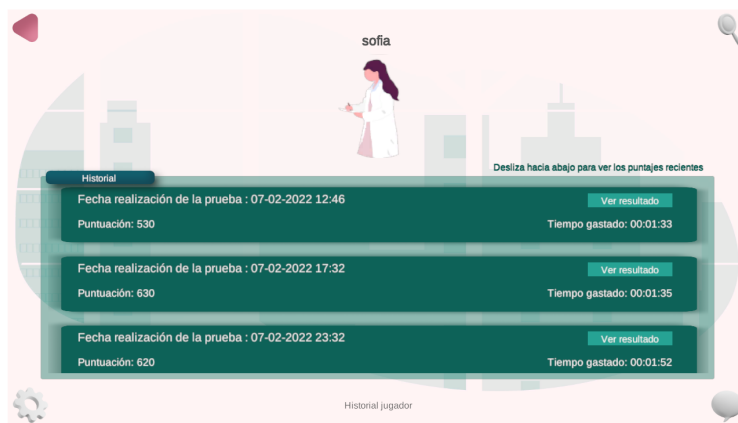 sofia
Desliza hacia abajo para ver los puntajes recientes
Historial
Fecha realización de la prueba : 07-02-2022 12:46
Ver resultado
Puntuación: 530
Tiempo gastado: 00:01:33
Fecha realización de la prueba : 07-02-2022 17:32
Ver resultado
Puntuación: 630
Tiempo gastado: 00:01:35
Fecha realización de la prueba : 07-02-2022 23:32
Ver resultado
Puntuación: 620
Tiempo gastado: 00:01:52
Historial jugador